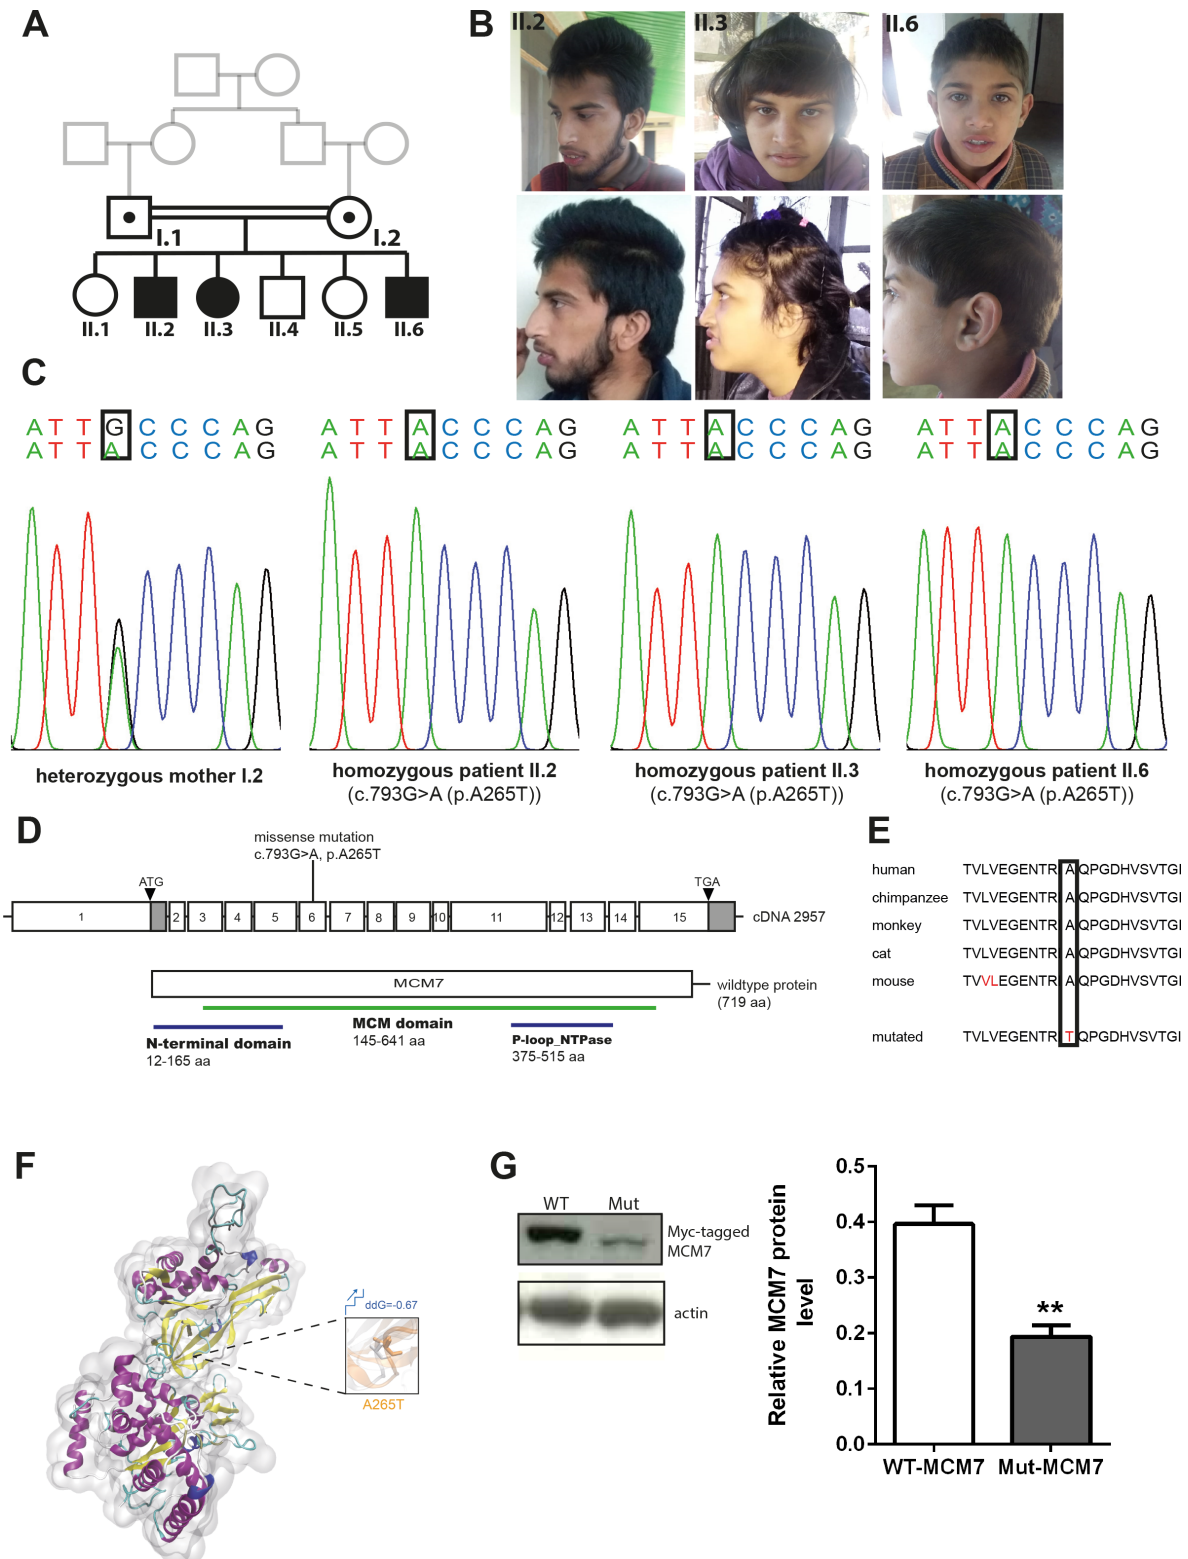 A
I.1
I.2
II.1
II.2
II.3
II.4
II.5
II.6
B
II.2
II.3
II.6
C
A T T G C C C A G
A T T A C C C A G
A T T A C C C A G
A T T A C C C A G
A T T A C C C A G
A T T A C C C A G
A T T A C C C A G
A T T A C C C A G
heterozygous mother I.2
homozygous patient II.2
(c.793G>A (p.A265T))
homozygous patient II.3
(c.793G>A (p.A265T))
homozygous patient II.6
(c.793G>A (p.A265T))
D
missense mutation
c.793G>A, p.A265T
ATG
TGA
1 2 3 4 5 6 7 8 9 10 11 12 13 14 15
cDNA 2957
MCM7
wildtype protein
(719 aa)
N-terminal domain
12-165 aa
MCM domain
145-641 aa
P-loop_NTPase
375-515 aa
E
human TVLVEGENTR A QPGDHVSVTGI
chimpanzee TVLVEGENTR A QPGDHVSVTGI
monkey TVLVEGENTR A QPGDHVSVTGI
cat TVLVEGENTR A QPGDHVSVTGI
mouse TVVLEGENTR A QPGDHVSVTGI
mutated TVLVEGENTR T QPGDHVSVTGI
F
ddG=-0.67
A265T
G
WT Mut
Myc-tagged
MCM7
actin
Relative MCM7 protein
level
0.5
0.4
0.3
0.2
0.1
0.0
**
WT-MCM7
Mut-MCM7